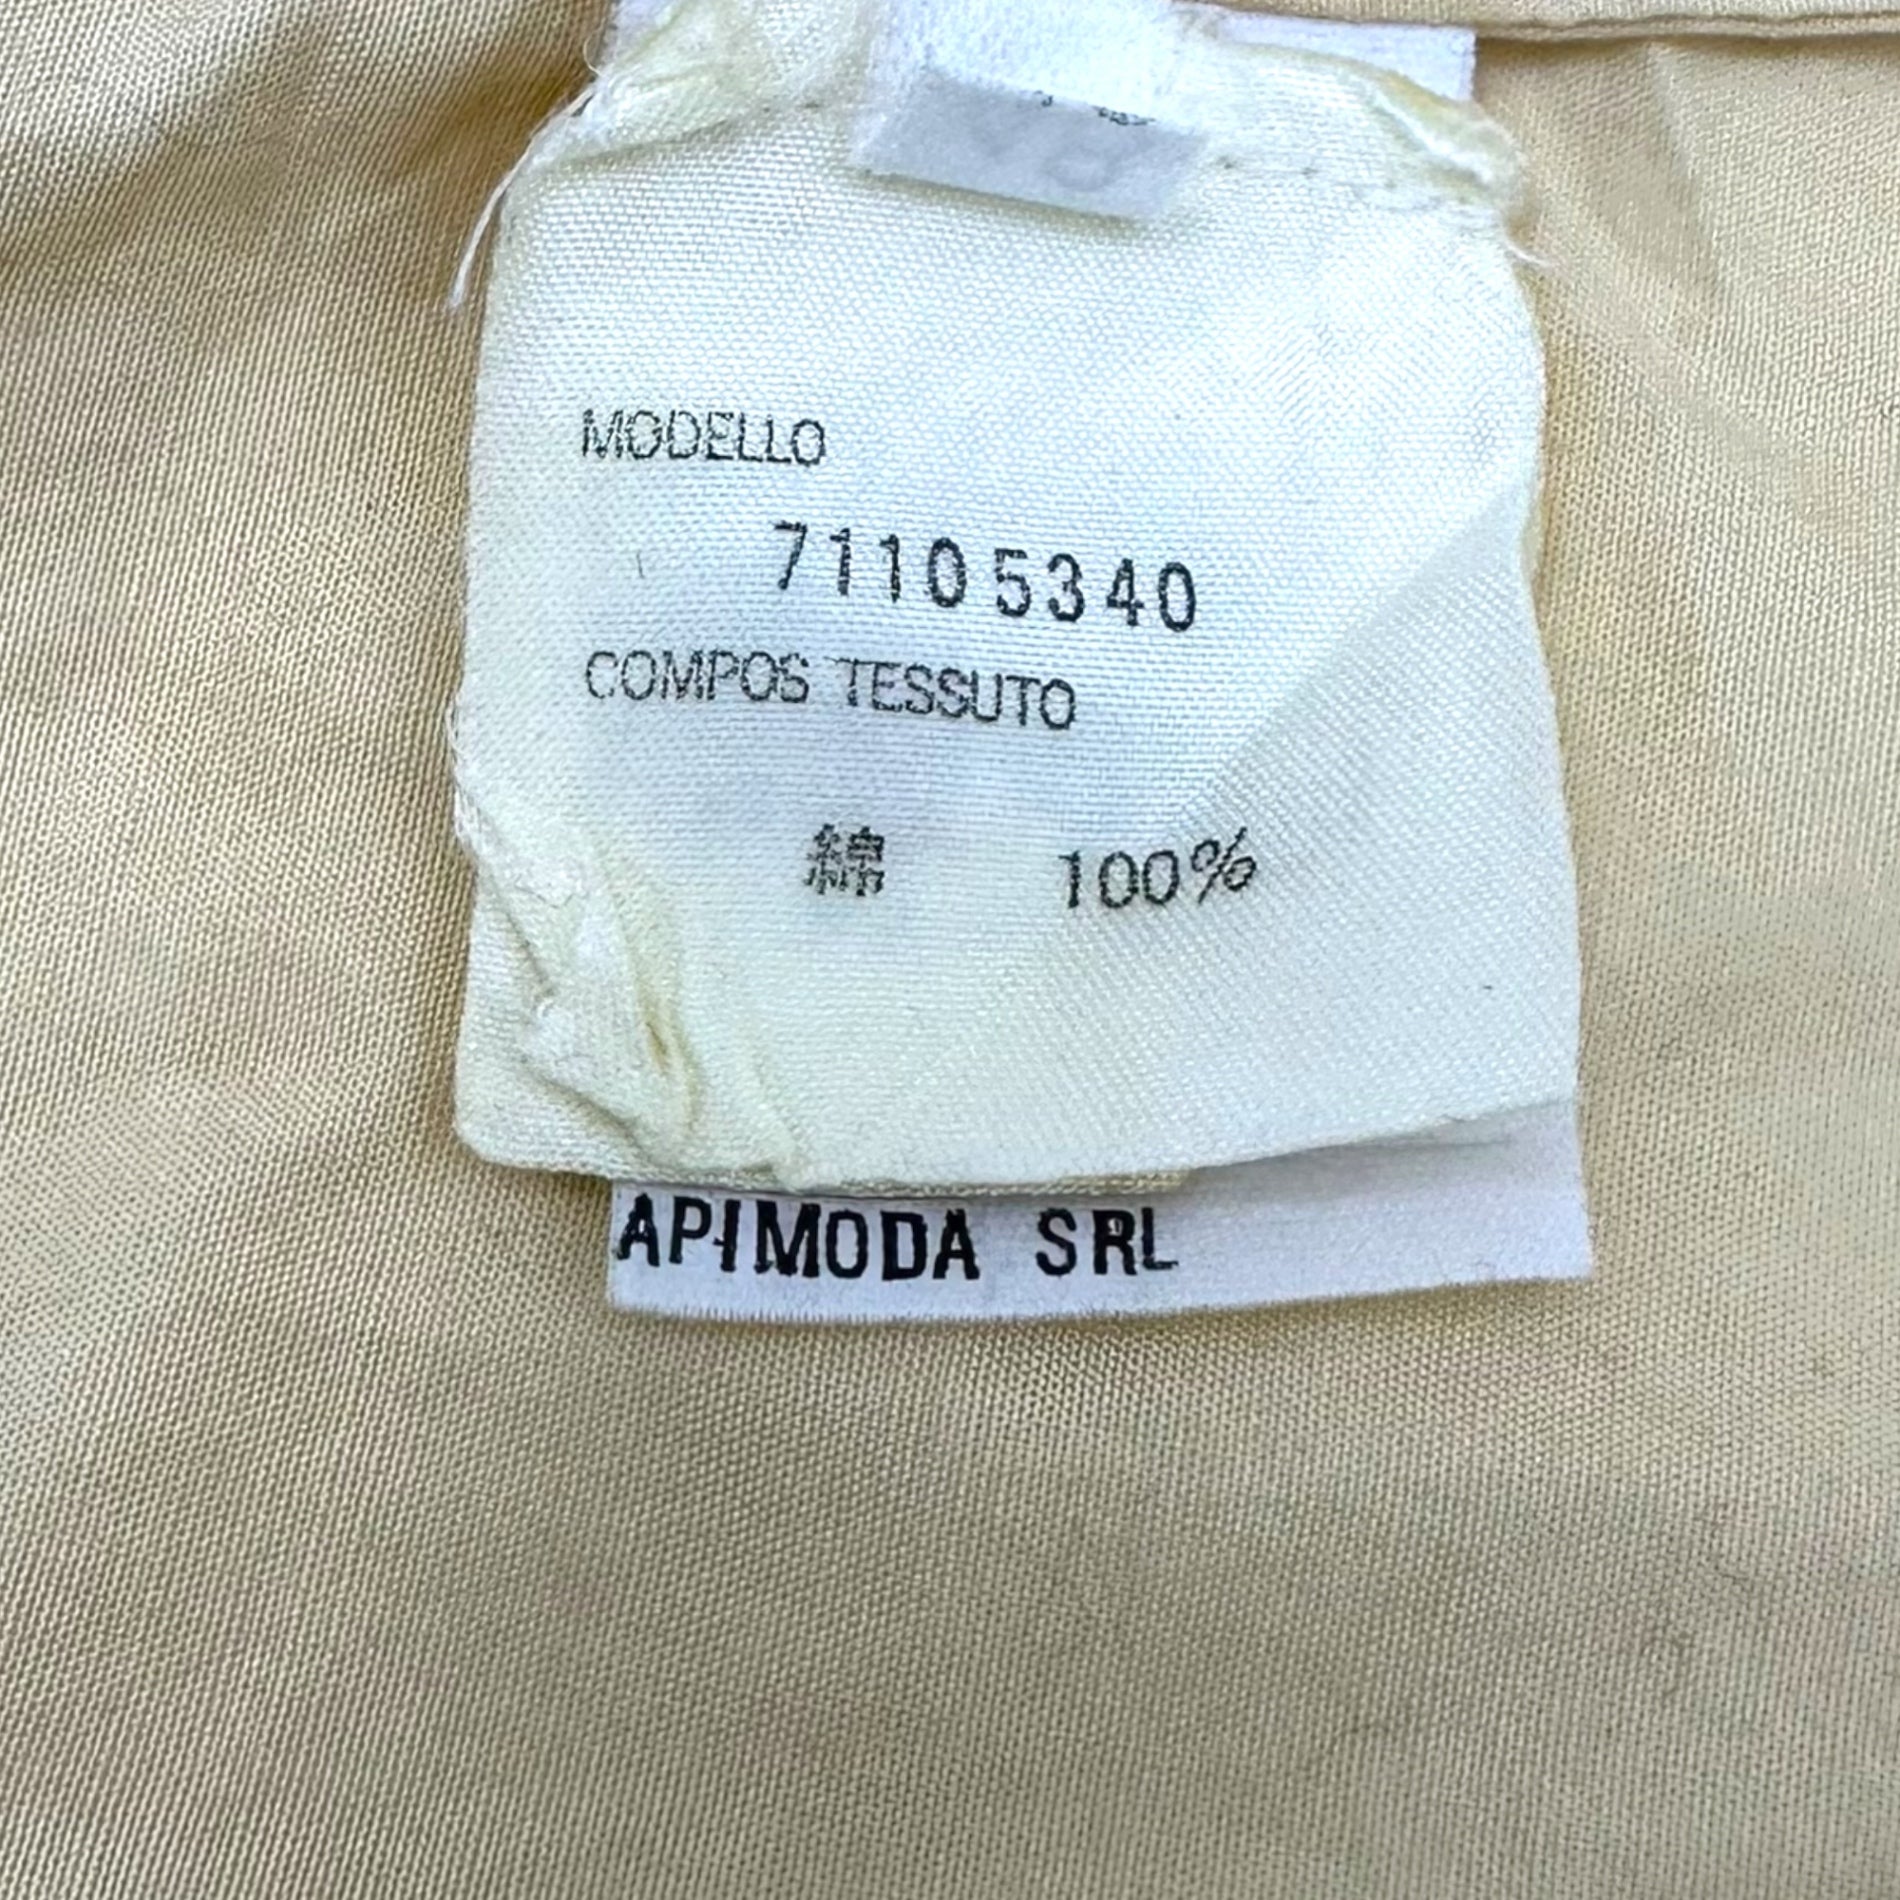 MODELLO
71105340
COMPOS TESSUTO
綿 100%
APIMODA SRL